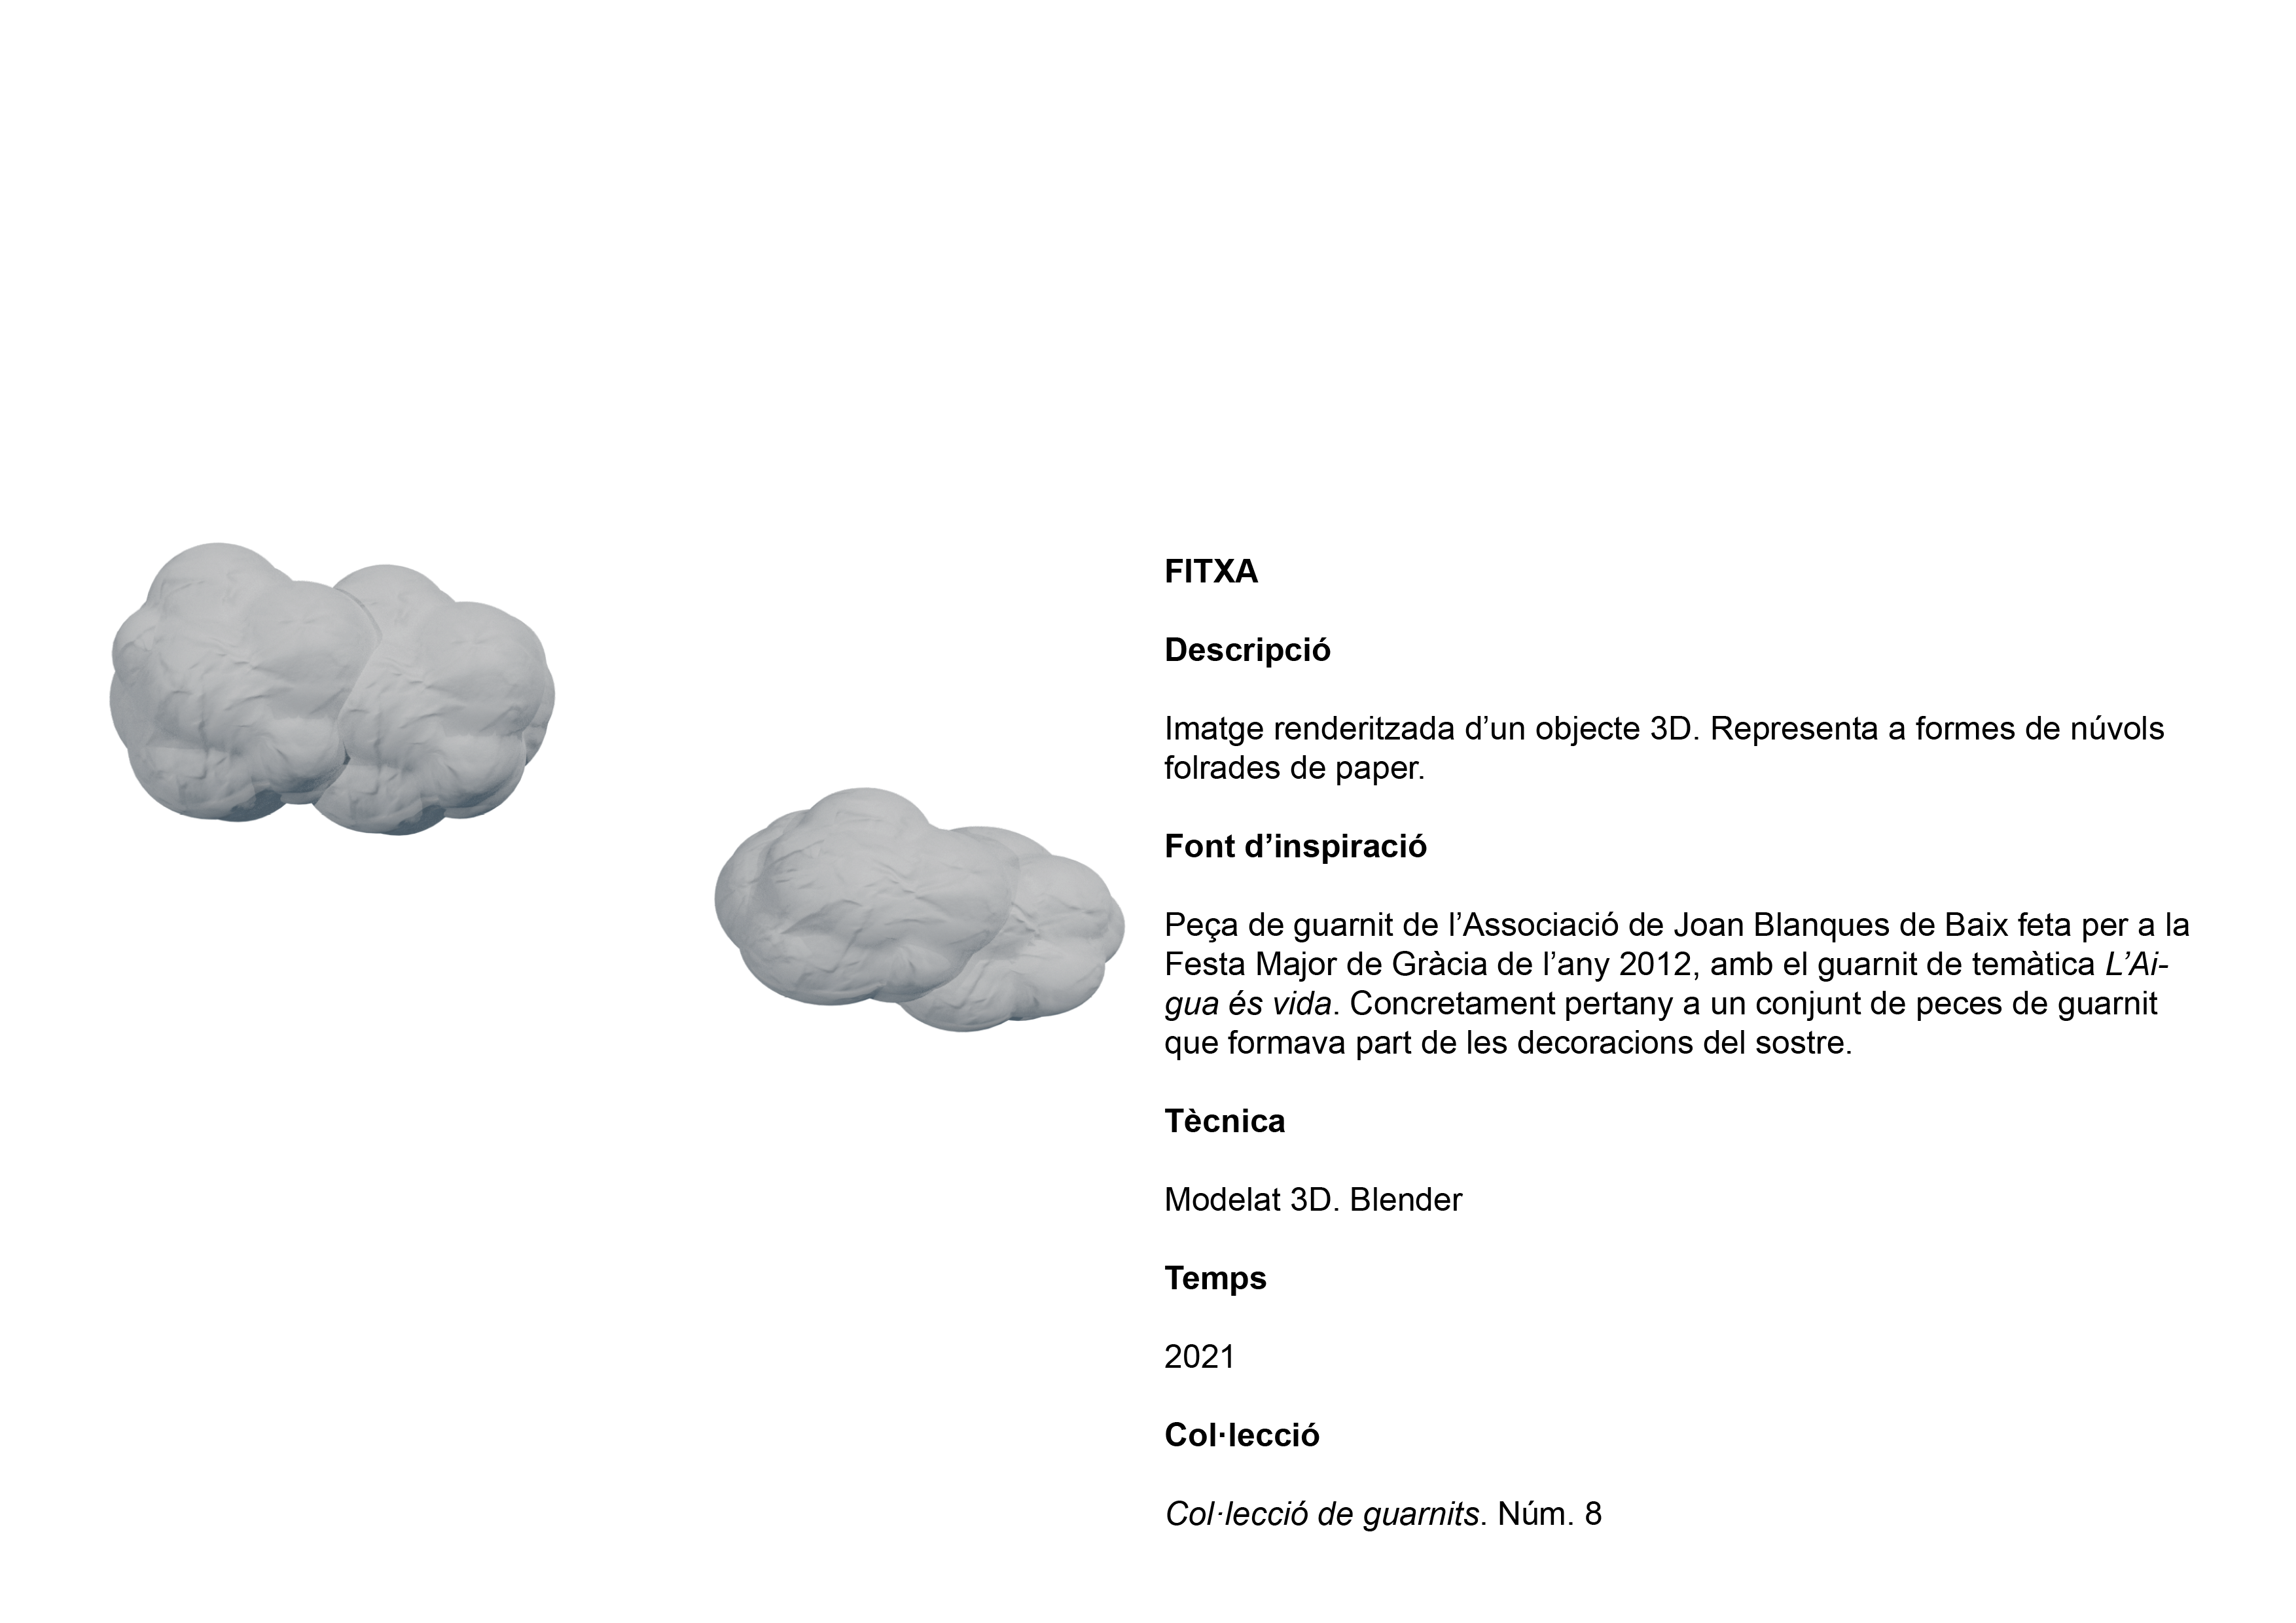 FITXA
Descripció
Imatge renderitzada d’un objecte 3D. Representa a formes de núvols
folrades de paper.
Font d’inspiració
Peça de guarnit de l’Associació de Joan Blanques de Baix feta per a la
Festa Major de Gràcia de l’any 2012, amb el guarnit de temàtica L’Ai-
gua és vida. Concretament pertany a un conjunt de peces de guarnit
que formava part de les decoracions del sostre.
Tècnica
Modelat 3D. Blender
Temps
2021
Col·lecció
Col·lecció de guarnits. Núm. 8